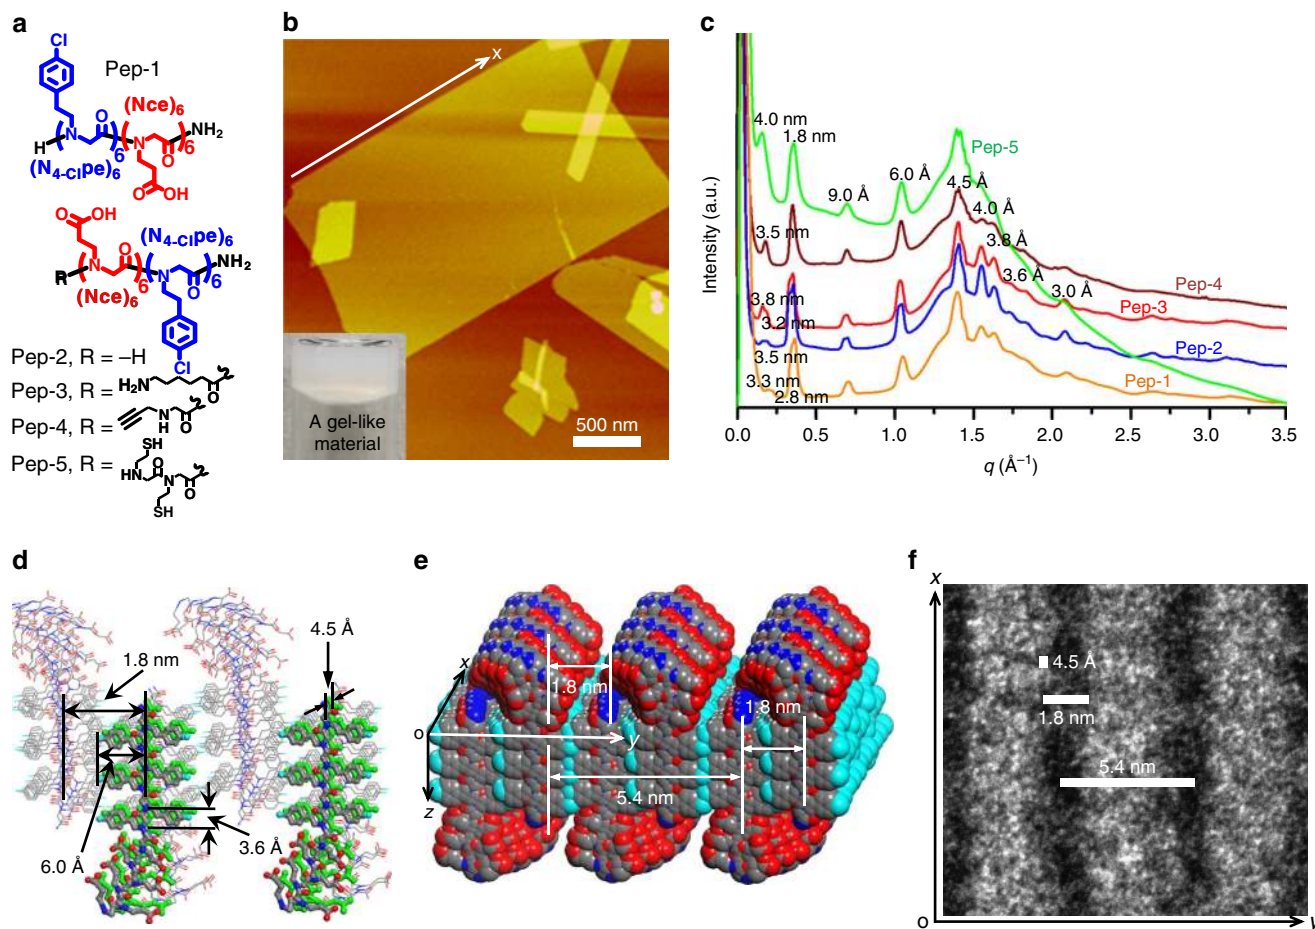 a
Cl
Pep-1
(Nce)6
O
N
H
6
N
6
NH2
O
(N4-Clpe)6
O
OH
O
OH
(N4-Clpe)6
O
N
R
6
N
6
NH2
(Nce)6
O
Cl
Pep-2, R = –H
Pep-3, R =
H2N
O
Pep-4, R =
N
H
O
SH
Pep-5, R =
HN
O
N
O
SH
b
x
A gel-like
material
500 nm
c
Intensity (a.u.)
4.0 nm
1.8 nm
9.0 Å
6.0 Å
4.5 Å
4.0 Å
3.8 Å
3.6 Å
3.0 Å
3.5 nm
3.8 nm
3.2 nm
3.5 nm
3.3 nm
2.8 nm
Pep-5
Pep-4
Pep-3
Pep-2
Pep-1
0.0 0.5 1.0 1.5 2.0 2.5 3.0 3.5
q (Å–1)
d
4.5 Å
1.8 nm
6.0 Å
3.6 Å
e
x
1.8 nm
1.8 nm
o
y
5.4 nm
z
f
x
4.5 Å
1.8 nm
5.4 nm
o